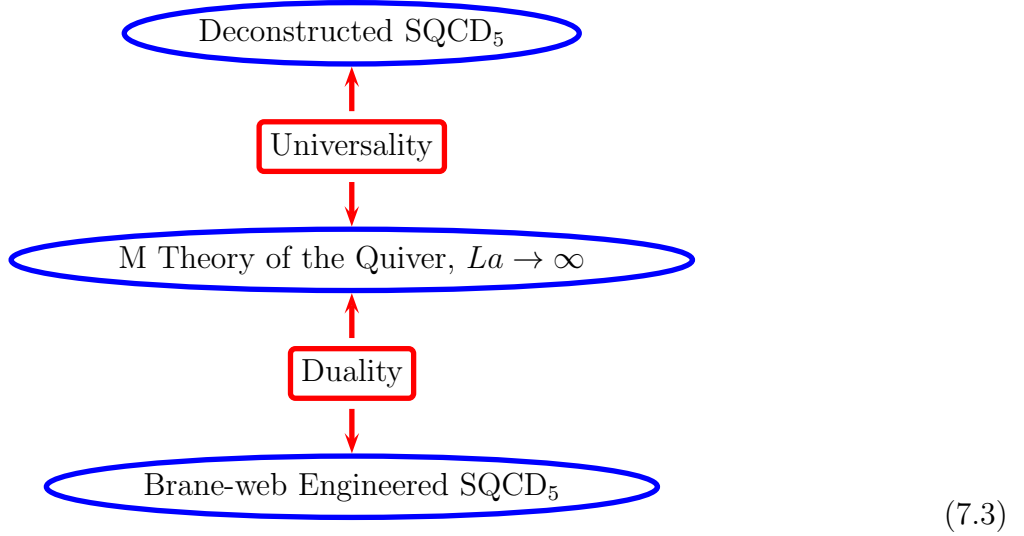 Deconstructed SQCD₅
Universality
M Theory of the Quiver, La → ∞
Duality
Brane-web Engineered SQCD₅
(7.3)